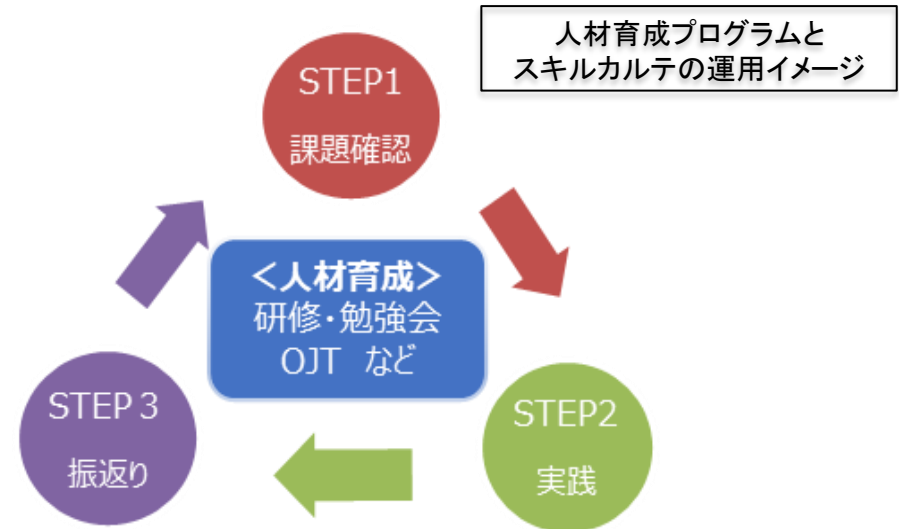 人材育成プログラムと
スキルカルテの運用イメージ
STEP1
課題確認
<人材育成>
研修・勉強会
OJT など
STEP2
実践
STEP3
振返り